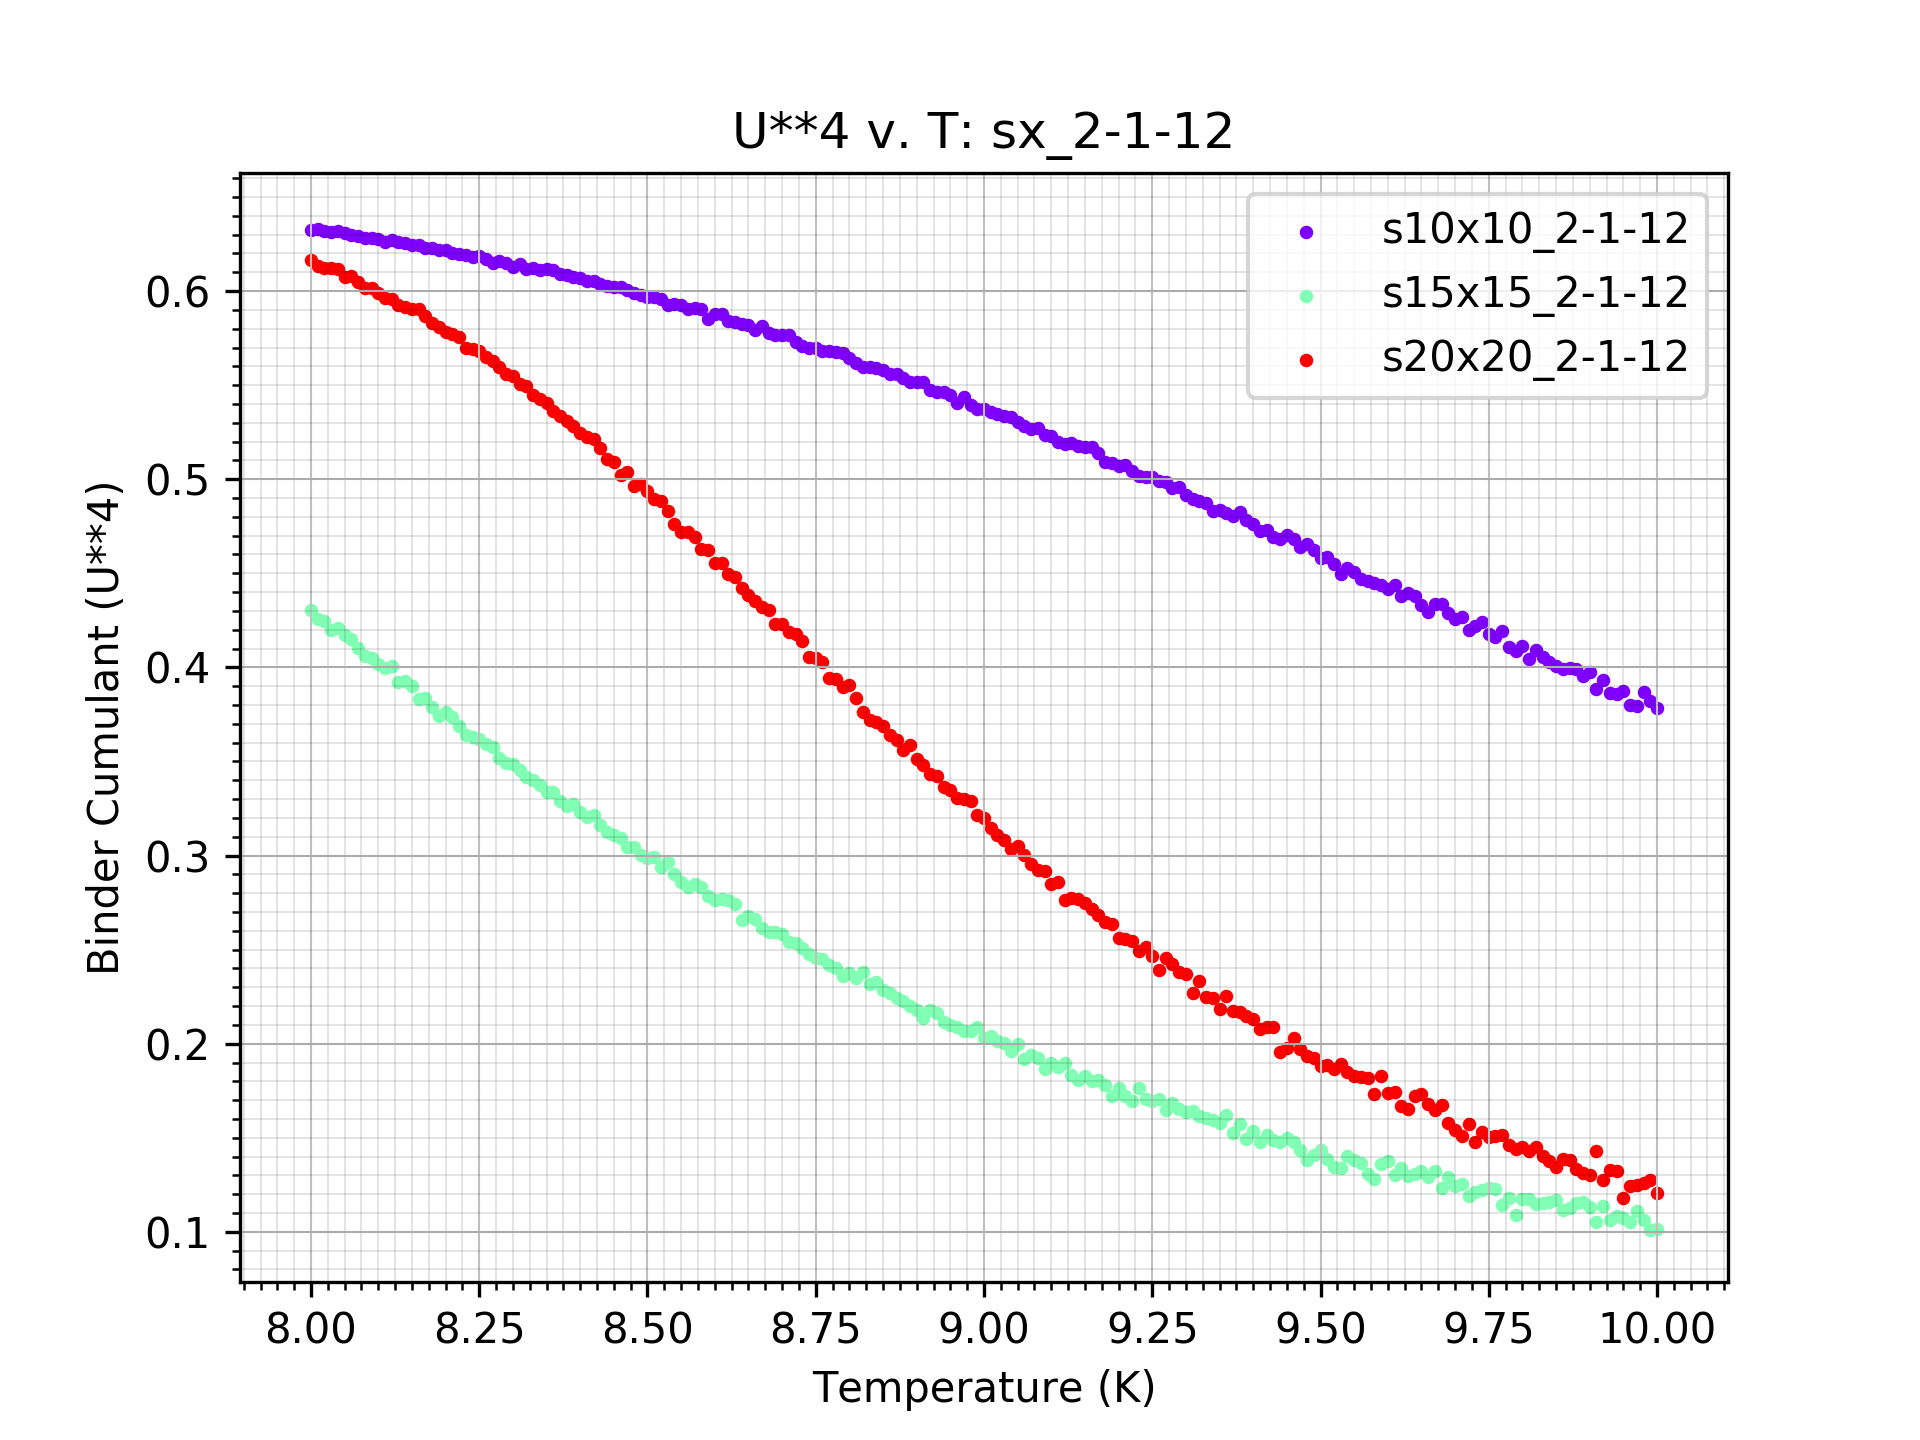 U**4 v. T: sx_2-1-12
s10x10_2-1-12
s15x15_2-1-12
s20x20_2-1-12
Binder Cumulant (U**4)
0.6
0.5
0.4
0.3
0.2
0.1
8.00 8.25 8.50 8.75 9.00 9.25 9.50 9.75 10.00
Temperature (K)